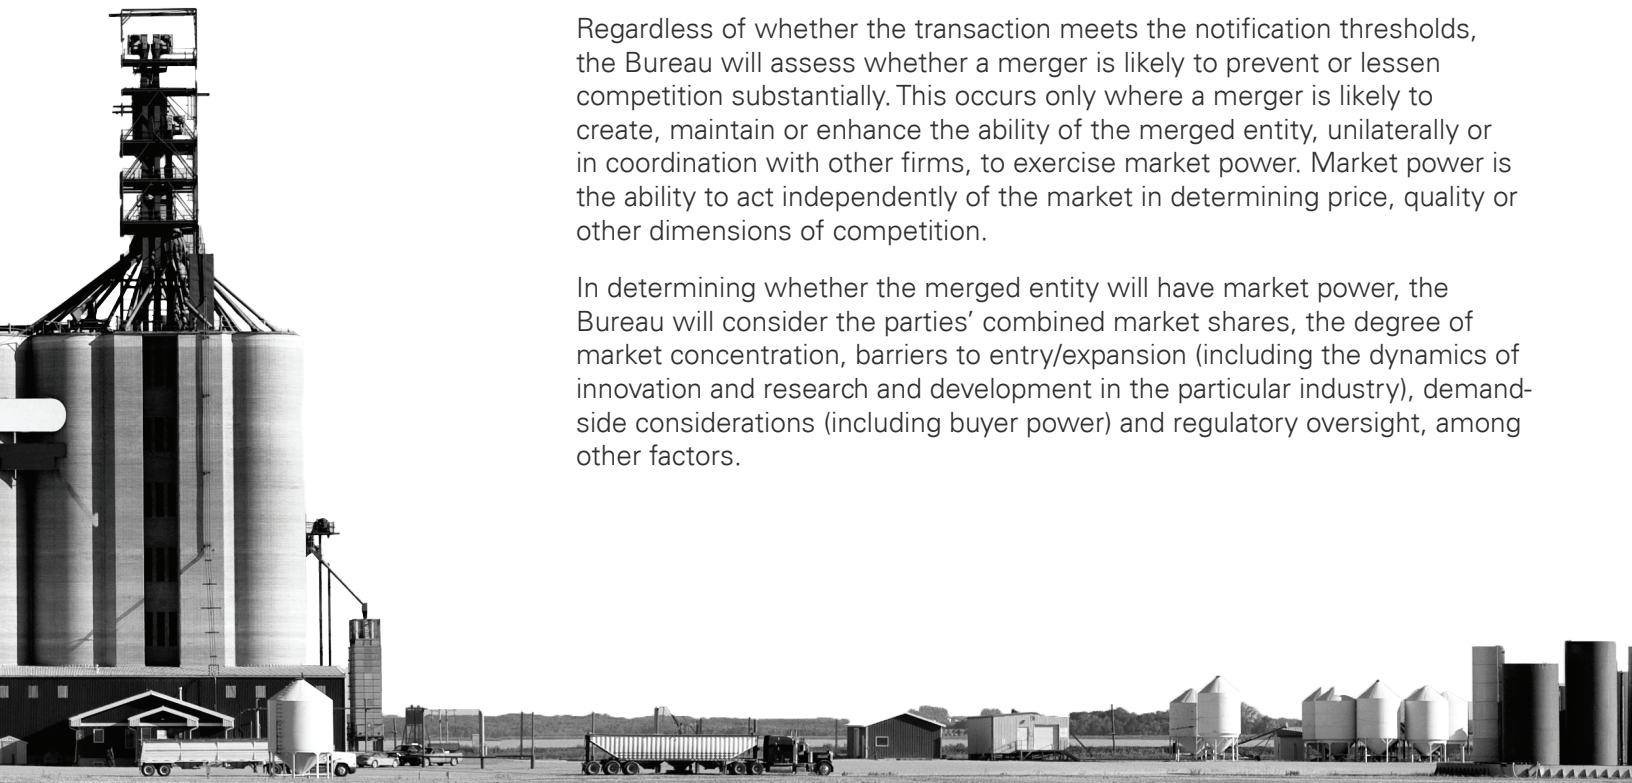 Regardless of whether the transaction meets the notification thresholds,
the Bureau will assess whether a merger is likely to prevent or lessen
competition substantially. This occurs only where a merger is likely to
create, maintain or enhance the ability of the merged entity, unilaterally or
in coordination with other firms, to exercise market power. Market power is
the ability to act independently of the market in determining price, quality or
other dimensions of competition.
In determining whether the merged entity will have market power, the
Bureau will consider the parties’ combined market shares, the degree of
market concentration, barriers to entry/expansion (including the dynamics of
innovation and research and development in the particular industry), demand-
side considerations (including buyer power) and regulatory oversight, among
other factors.